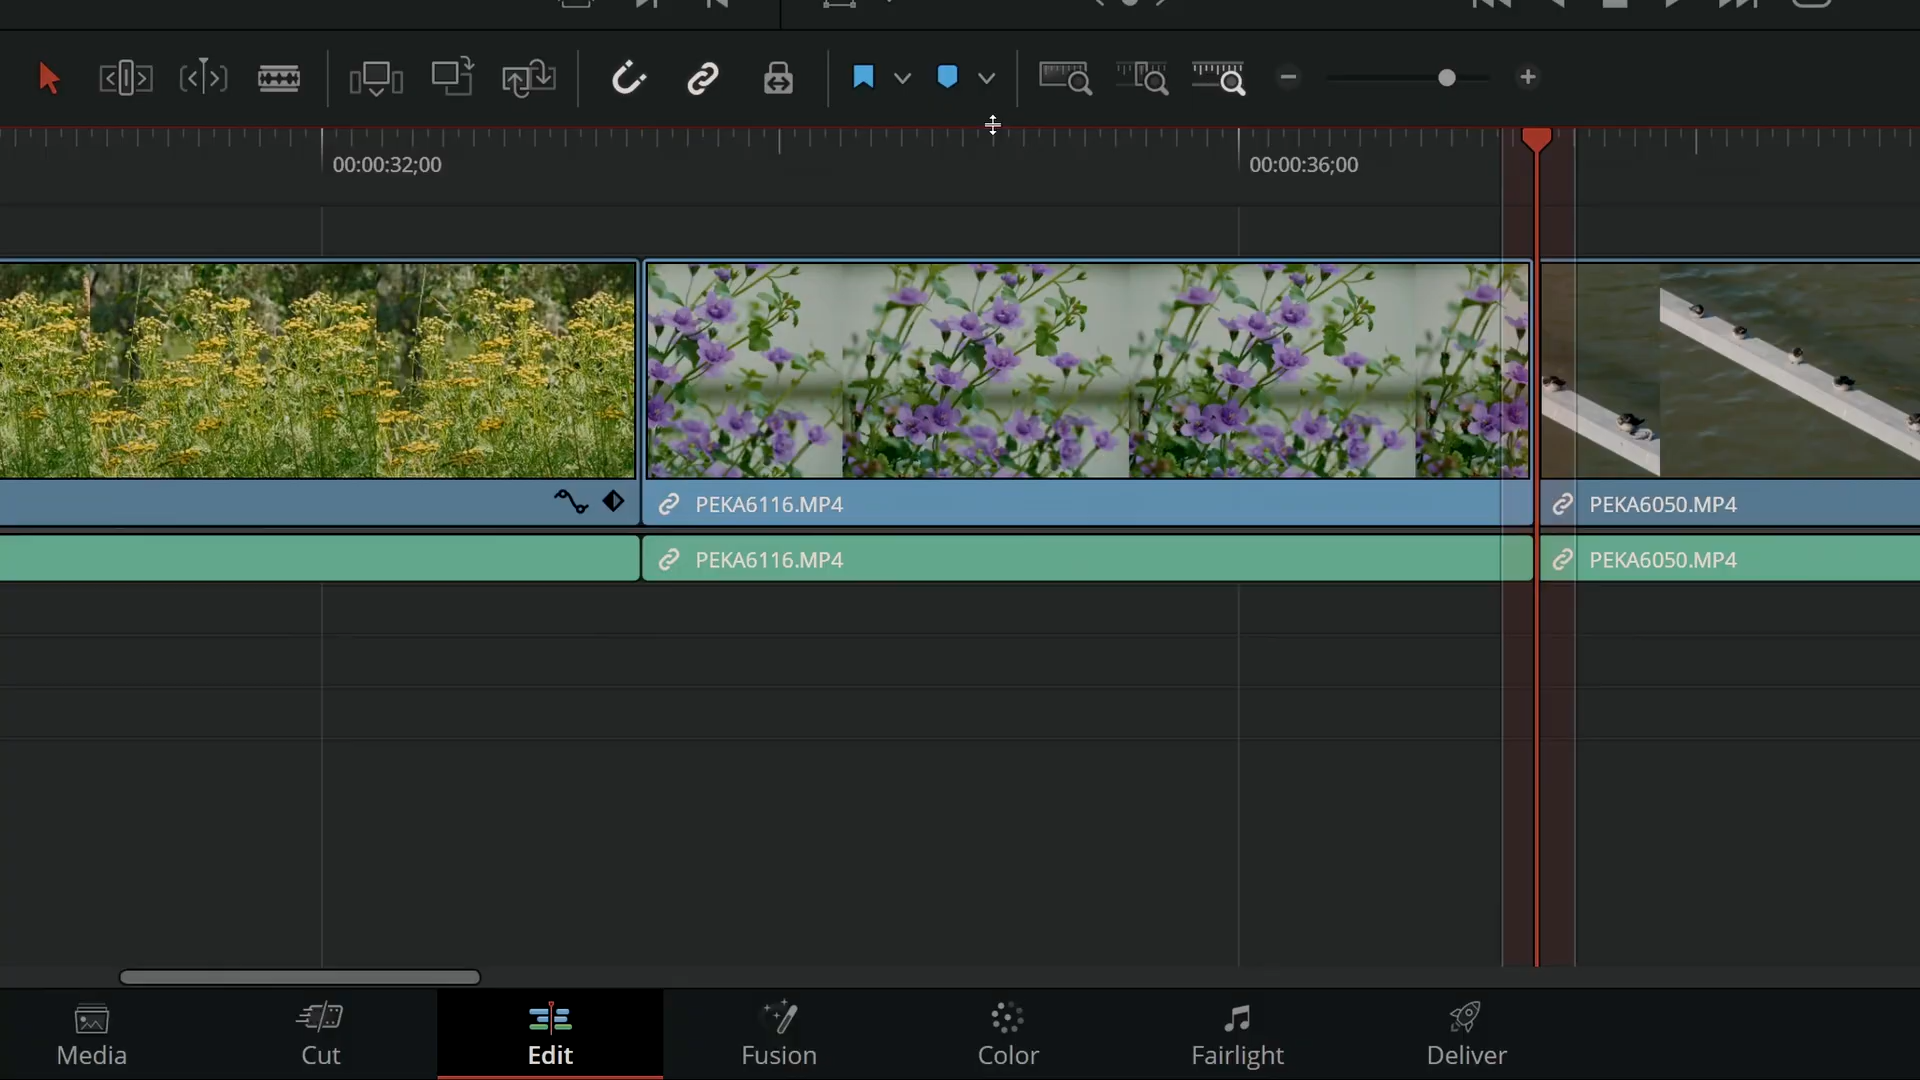 00:00:32;00
00:00:36;00
PEKA6116.MP4
PEKA6050.MP4
PEKA6116.MP4
PEKA6050.MP4
Media
Cut
Edit
Fusion
Color
Fairlight
Deliver